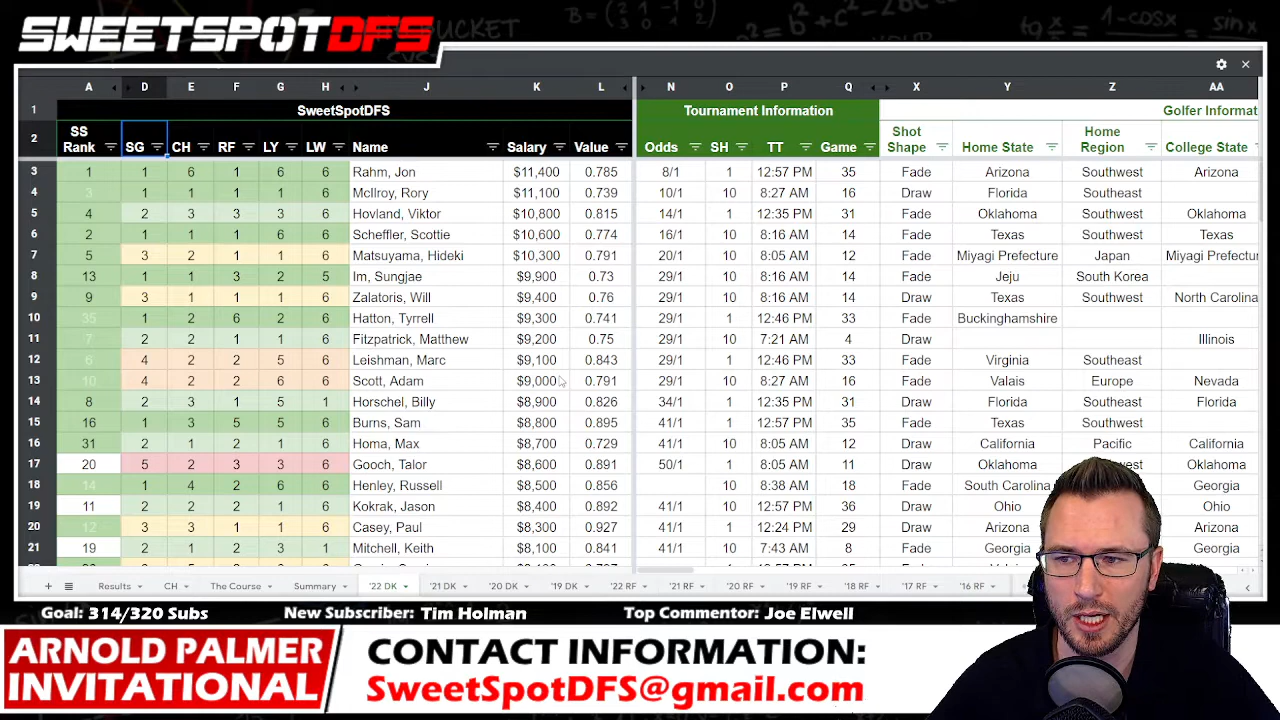 SWEETSPOTDFS
A D E F G H J K L N O P Q X Y Z AA
1 SweetSpotDFS Tournament Information Golfer Informat
2 SS Rank SG CH RF LY LW Name Salary Value Odds SH TT Game Shot Shape Home State Home Region College State
3 1 1 6 1 6 6 Rahm, Jon $11,400 0.785 8/1 1 12:57 PM 35 Fade Arizona Southwest Arizona
4 3 1 1 1 1 6 McIlroy, Rory $11,100 0.739 10/1 10 8:27 AM 16 Draw Florida Southeast
5 4 2 3 3 3 6 Hovland, Viktor $10,800 0.815 14/1 1 12:35 PM 31 Fade Oklahoma Southwest Oklahoma
6 2 1 1 1 6 6 Scheffler, Scottie $10,600 0.774 16/1 10 8:16 AM 14 Fade Texas Southwest Texas
7 5 3 2 1 1 6 Matsuyama, Hideki $10,300 0.791 20/1 10 8:05 AM 12 Fade Miyagi Prefecture Japan Miyagi Prefectur
8 13 1 1 3 2 5 Im, Sungjae $9,900 0.73 29/1 10 8:16 AM 14 Fade Jeju South Korea
9 9 3 1 1 1 6 Zalatoris, Will $9,400 0.76 29/1 10 8:16 AM 14 Draw Texas Southwest North Carolina
10 35 1 2 6 2 6 Hatton, Tyrrell $9,300 0.741 29/1 1 12:46 PM 33 Fade Buckinghamshire
11 7 2 2 1 1 6 Fitzpatrick, Matthew $9,200 0.75 29/1 10 7:21 AM 4 Draw Illinois
12 6 4 2 2 5 6 Leishman, Marc $9,100 0.843 29/1 1 12:46 PM 33 Fade Virginia Southeast
13 10 4 2 2 6 6 Scott, Adam $9,000 0.791 29/1 10 8:27 AM 16 Fade Valais Europe Nevada
14 8 2 3 1 5 1 Horschel, Billy $8,900 0.826 34/1 1 12:35 PM 31 Draw Florida Southeast Florida
15 16 1 3 5 5 6 Burns, Sam $8,800 0.895 41/1 1 12:57 PM 35 Fade Texas Southwest
16 31 2 1 2 1 6 Homa, Max $8,700 0.729 41/1 10 8:05 AM 12 Draw California Pacific California
17 20 5 2 3 3 6 Gooch, Talor $8,600 0.891 50/1 1 8:05 AM 11 Draw Oklahoma Southwest Oklahoma
18 14 1 4 2 6 6 Henley, Russell $8,500 0.856 1 8:38 AM 18 Fade South Carolina Georgia
19 11 2 2 2 1 6 Kokrak, Jason $8,400 0.892 41/1 1 12:57 PM 36 Draw Ohio Ohio
20 12 3 3 1 1 6 Casey, Paul $8,300 0.927 41/1 1 12:24 PM 29 Draw Arizona Arizona
21 19 2 1 2 3 1 Mitchell, Keith $8,100 0.841 41/1 10 7:43 AM 8 Fade Georgia Georgia
+ Results CH The Course Summary '22 DK '21 DK '20 DK '19 DK '22 RF '21 RF '20 RF '19 RF '18 RF '17 RF '16 RF
Goal: 314/320 Subs New Subscriber: Tim Holman Top Commentor: Joe Elwell
ARNOLD PALMER
INVITATIONAL
CONTACT INFORMATION:
SweetSpotDFS@gmail.com